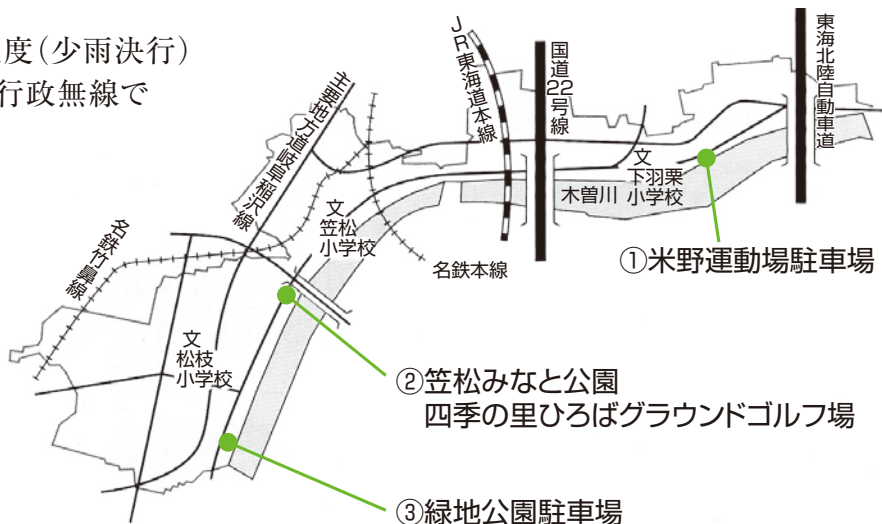 度(少雨決行)
行政無線で
主要地方道岐阜稲沢線
JR東海道本線
国道22号線
東海北陸自動車道
文
下羽栗
小学校
木曽川
文
笠松
小学校
名鉄本線
名鉄竹鼻線
文
松枝
小学校
①米野運動場駐車場
②笠松みなと公園
四季の里ひろばグラウンドゴルフ場
③緑地公園駐車場